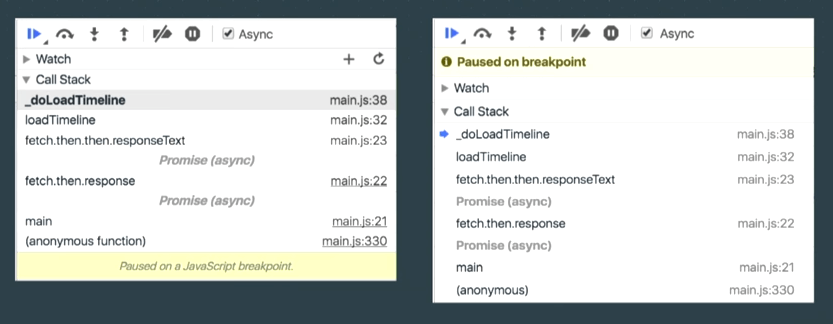 Async
Watch
Call Stack
_doLoadTimeline main.js:38
loadTimeline main.js:32
fetch.then.then.responseText main.js:23
Promise (async)
fetch.then.response main.js:22
Promise (async)
main main.js:21
(anonymous function) main.js:330
Paused on a JavaScript breakpoint.
Async
Paused on breakpoint
Watch
Call Stack
_doLoadTimeline main.js:38
loadTimeline main.js:32
fetch.then.then.responseText main.js:23
Promise (async)
fetch.then.response main.js:22
Promise (async)
main main.js:21
(anonymous) main.js:330